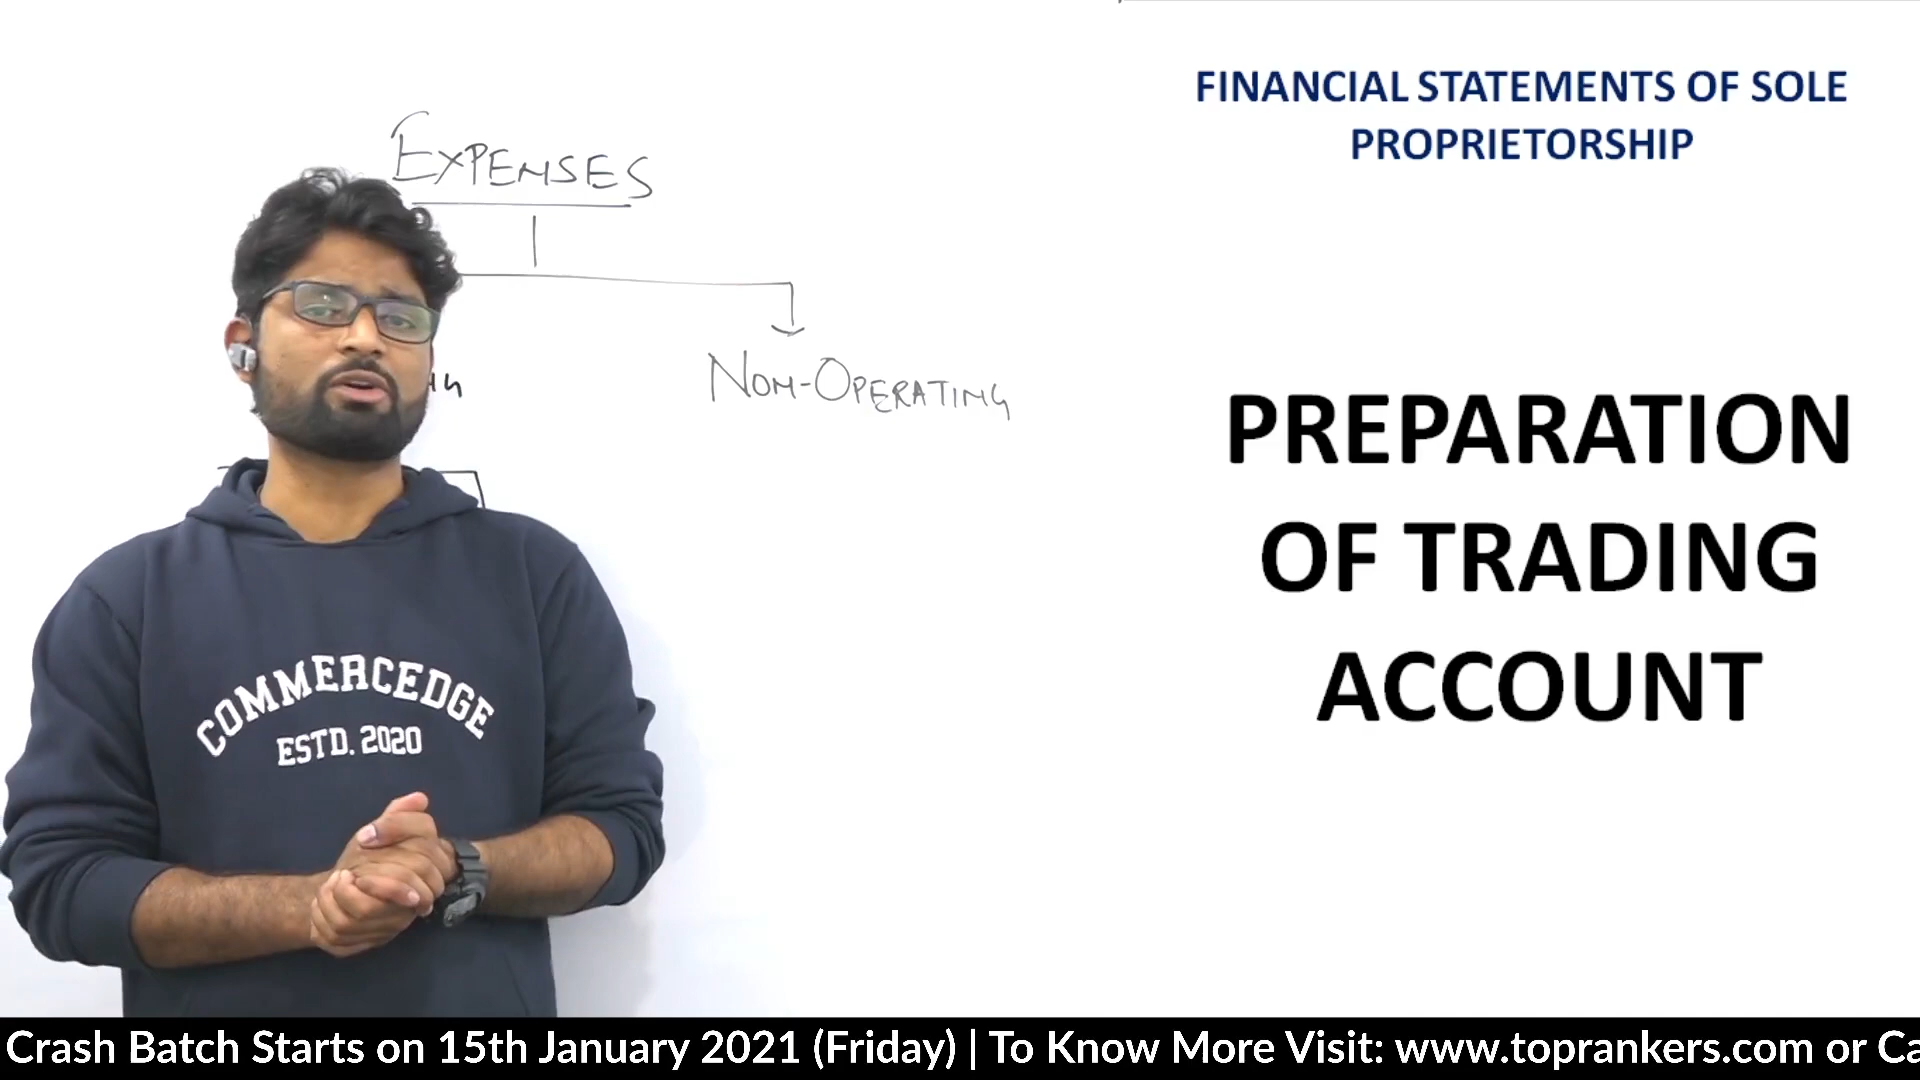 FINANCIAL STATEMENTS OF SOLE
PROPRIETORSHIP
EXPENSES
NON-OPERATING
PREPARATION
OF TRADING
ACCOUNT
COMMERCEDGE
ESTD. 2020
Crash Batch Starts on 15th January 2021 (Friday) | To Know More Visit: www.toprankers.com or Ca